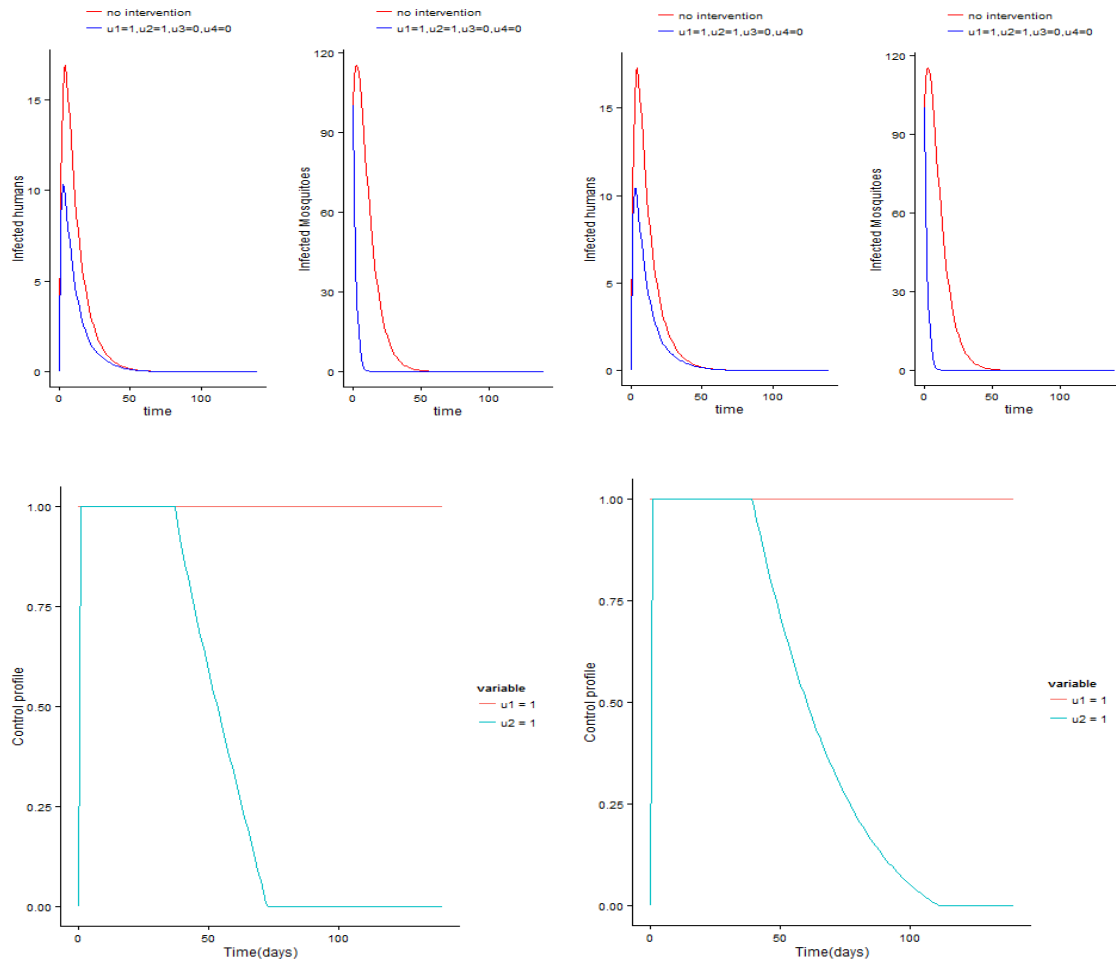 no intervention
u1=1,u2=1,u3=0,u4=0
Infected humans
15
10
5
0
0
50
100
time
no intervention
u1=1,u2=1,u3=0,u4=0
Infected Mosquitoes
120
90
60
30
0
0
50
100
time
no intervention
u1=1,u2=1,u3=0,u4=0
Infected humans
15
10
5
0
0
50
100
time
no intervention
u1=1,u2=1,u3=0,u4=0
Infected Mosquitoes
120
90
60
30
0
0
50
100
time
Control profile
1.00
0.75
0.50
0.25
0.00
0
50
100
Time(days)
variable
u1 = 1
u2 = 1
Control profile
1.00
0.75
0.50
0.25
0.00
0
50
100
Time(days)
variable
u1 = 1
u2 = 1